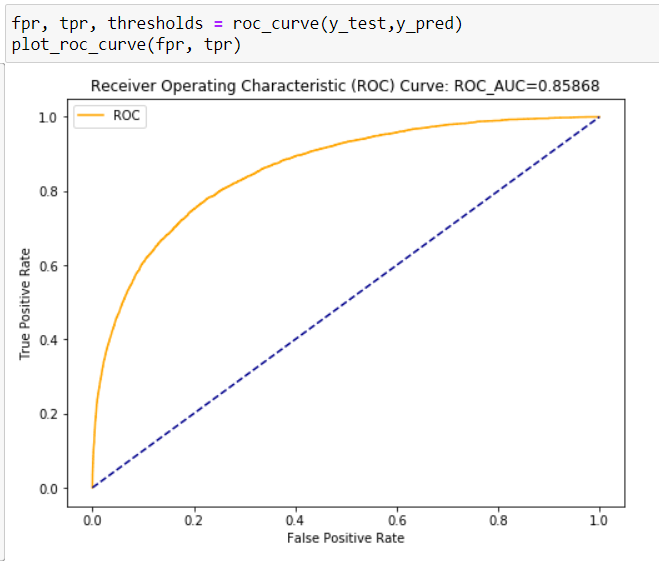 fpr, tpr, thresholds = roc_curve(y_test,y_pred)
plot_roc_curve(fpr, tpr)
Receiver Operating Characteristic (ROC) Curve: ROC_AUC=0.85868
ROC
1.0
0.8
0.6
0.4
0.2
0.0
True Positive Rate
0.0 0.2 0.4 0.6 0.8 1.0
False Positive Rate